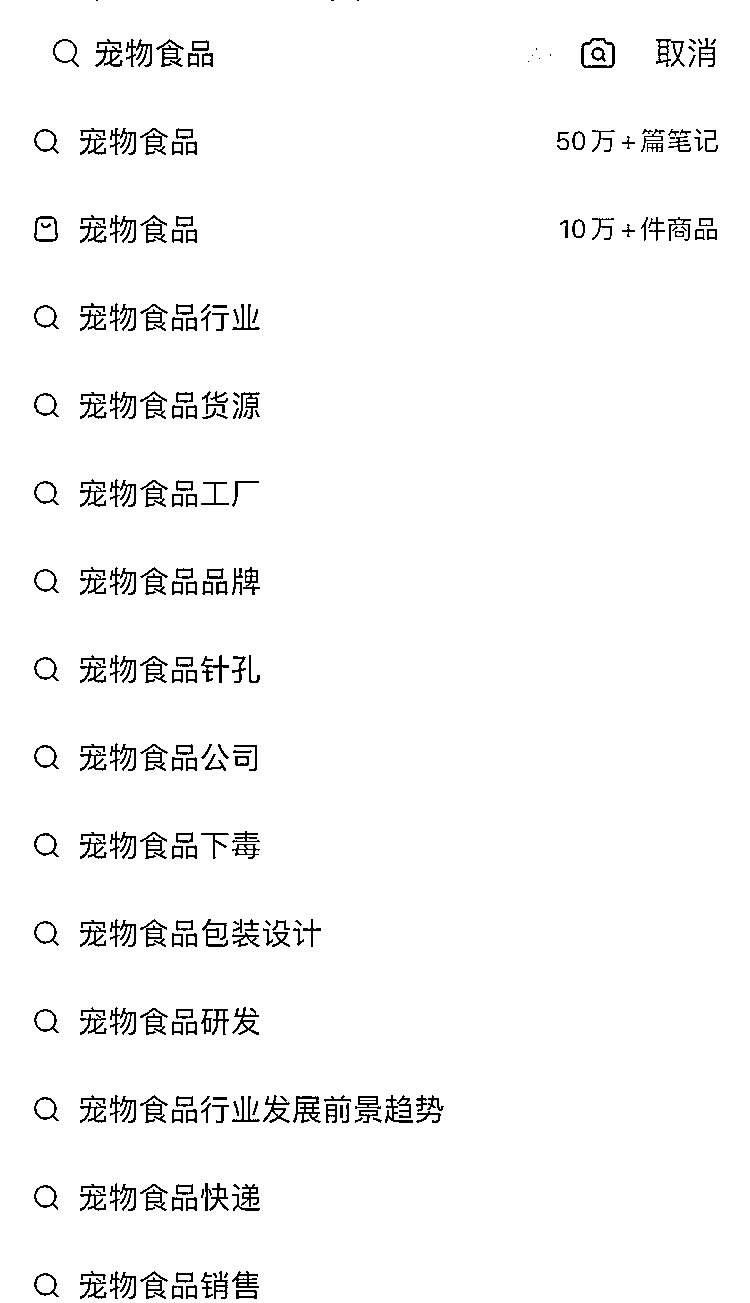 宠物食品 取消
宠物食品 50万+篇笔记
宠物食品 10万+件商品
宠物食品行业
宠物食品货源
宠物食品工厂
宠物食品品牌
宠物食品针孔
宠物食品公司
宠物食品下毒
宠物食品包装设计
宠物食品研发
宠物食品行业发展前景趋势
宠物食品快递
宠物食品销售